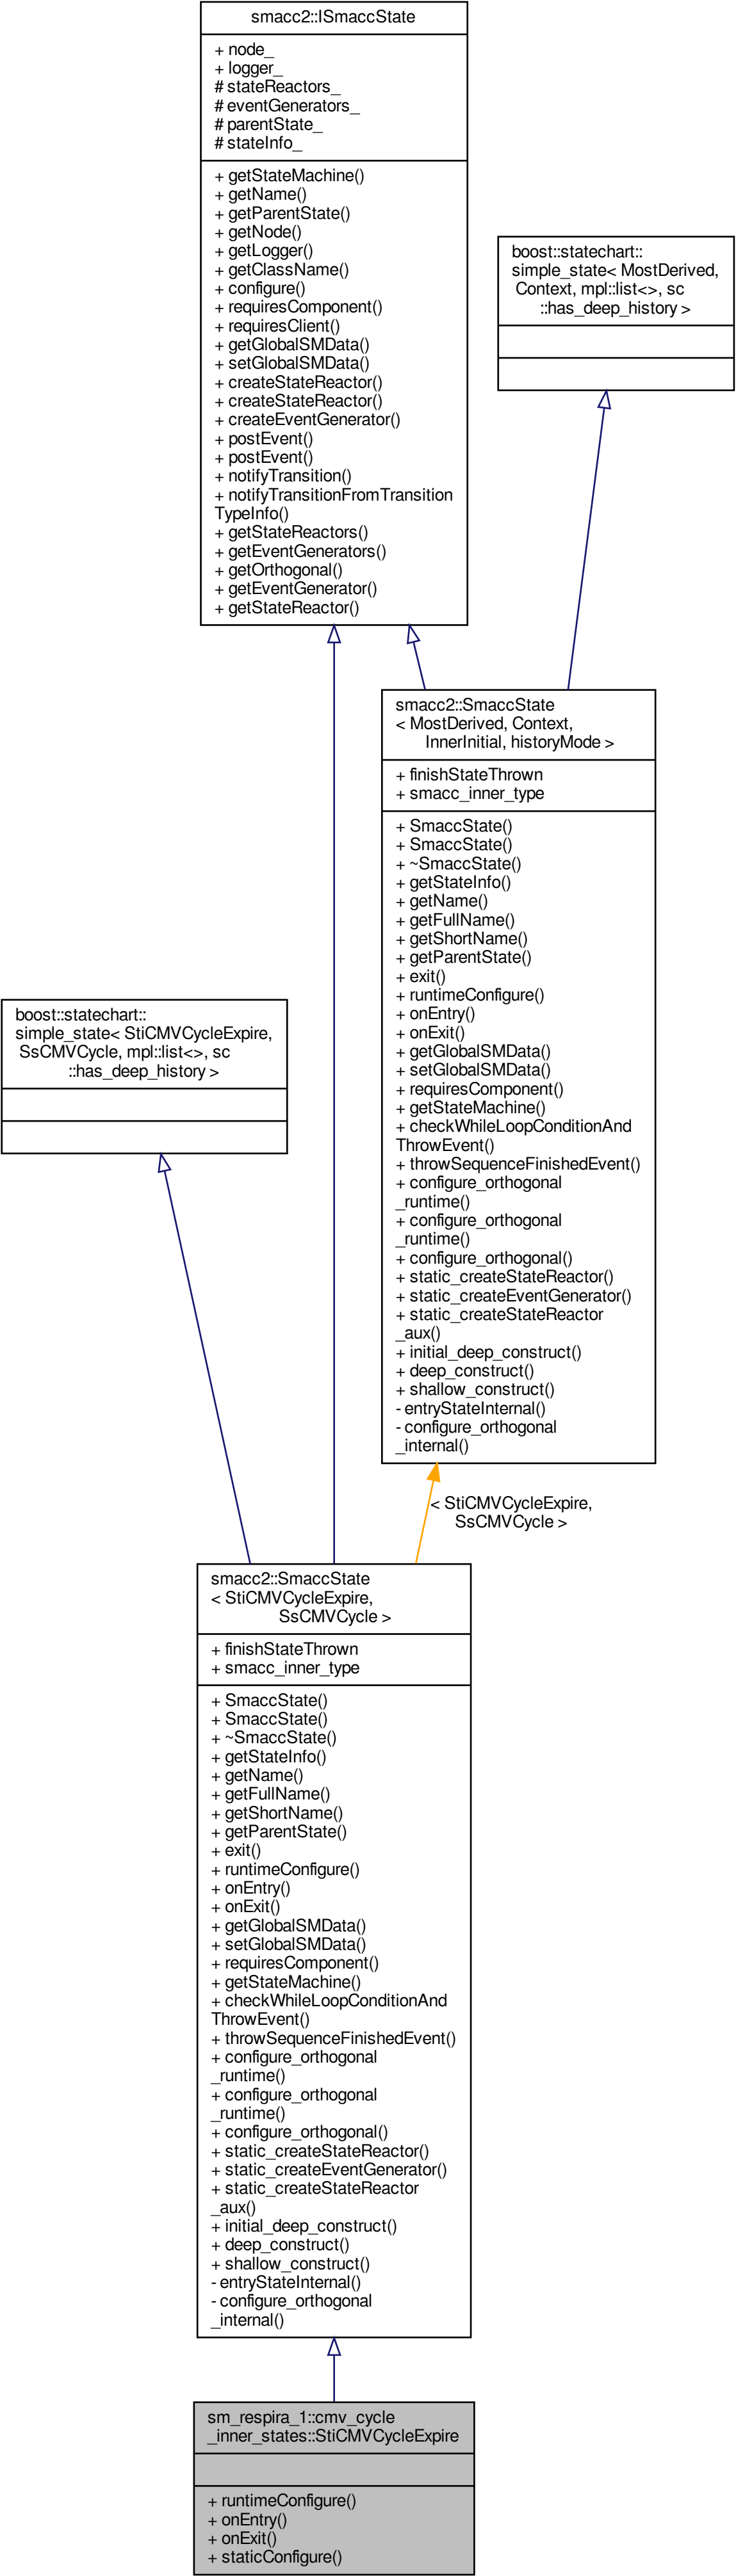 smacc2::ISmaccState
+ node_
+ logger_
# stateReactors_
# eventGenerators_
# parentState_
# stateInfo_
+ getStateMachine()
+ getName()
+ getParentState()
+ getNode()
+ getLogger()
+ getClassName()
+ configure()
+ requiresComponent()
+ requiresClient()
+ getGlobalSMData()
+ setGlobalSMData()
+ createStateReactor()
+ createStateReactor()
+ createEventGenerator()
+ postEvent()
+ postEvent()
+ notifyTransition()
+ notifyTransitionFromTransition
TypeInfo()
+ getStateReactors()
+ getEventGenerators()
+ getOrthogonal()
+ getEventGenerator()
+ getStateReactor()
boost::statechart::
simple_state< MostDerived,
Context, mpl::list<>, sc
::has_deep_history >
smacc2::SmaccState
< MostDerived, Context,
InnerInitial, historyMode >
+ finishStateThrown
+ smacc_inner_type
+ SmaccState()
+ SmaccState()
+ ~SmaccState()
+ getStateInfo()
+ getName()
+ getFullName()
+ getShortName()
+ getParentState()
+ exit()
+ runtimeConfigure()
+ onEntry()
+ onExit()
+ getGlobalSMData()
+ setGlobalSMData()
+ requiresComponent()
+ getStateMachine()
+ checkWhileLoopConditionAnd
ThrowEvent()
+ throwSequenceFinishedEvent()
+ configure_orthogonal
_runtime()
+ configure_orthogonal
_runtime()
+ configure_orthogonal()
+ static_createStateReactor()
+ static_createEventGenerator()
+ static_createStateReactor
_aux()
+ initial_deep_construct()
+ deep_construct()
+ shallow_construct()
- entryStateInternal()
- configure_orthogonal
_internal()
boost::statechart::
simple_state< StiCMVCycleExpire,
SsCMVCycle, mpl::list<>, sc
::has_deep_history >
< StiCMVCycleExpire,
SsCMVCycle >
smacc2::SmaccState
< StiCMVCycleExpire,
SsCMVCycle >
+ finishStateThrown
+ smacc_inner_type
+ SmaccState()
+ SmaccState()
+ ~SmaccState()
+ getStateInfo()
+ getName()
+ getFullName()
+ getShortName()
+ getParentState()
+ exit()
+ runtimeConfigure()
+ onEntry()
+ onExit()
+ getGlobalSMData()
+ setGlobalSMData()
+ requiresComponent()
+ getStateMachine()
+ checkWhileLoopConditionAnd
ThrowEvent()
+ throwSequenceFinishedEvent()
+ configure_orthogonal
_runtime()
+ configure_orthogonal
_runtime()
+ configure_orthogonal()
+ static_createStateReactor()
+ static_createEventGenerator()
+ static_createStateReactor
_aux()
+ initial_deep_construct()
+ deep_construct()
+ shallow_construct()
- entryStateInternal()
- configure_orthogonal
_internal()
sm_respira_1::cmv_cycle
_inner_states::StiCMVCycleExpire
+ runtimeConfigure()
+ onEntry()
+ onExit()
+ staticConfigure()